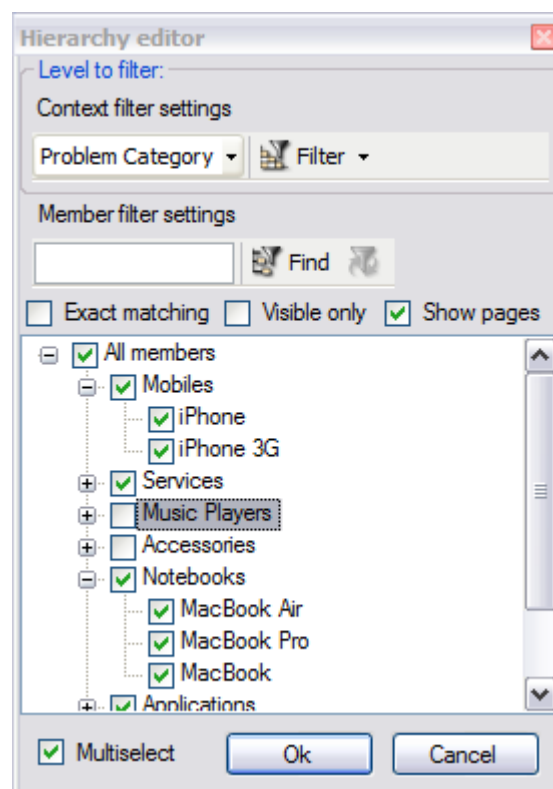 Hierarchy editor
Level to filter:
Context filter settings
Problem Category Filter
Member filter settings
Find
Exact matching Visible only Show pages
All members
Mobiles
iPhone
iPhone 3G
Services
Music Players
Accessories
Notebooks
MacBook Air
MacBook Pro
MacBook
Applications
Multiselect Ok Cancel